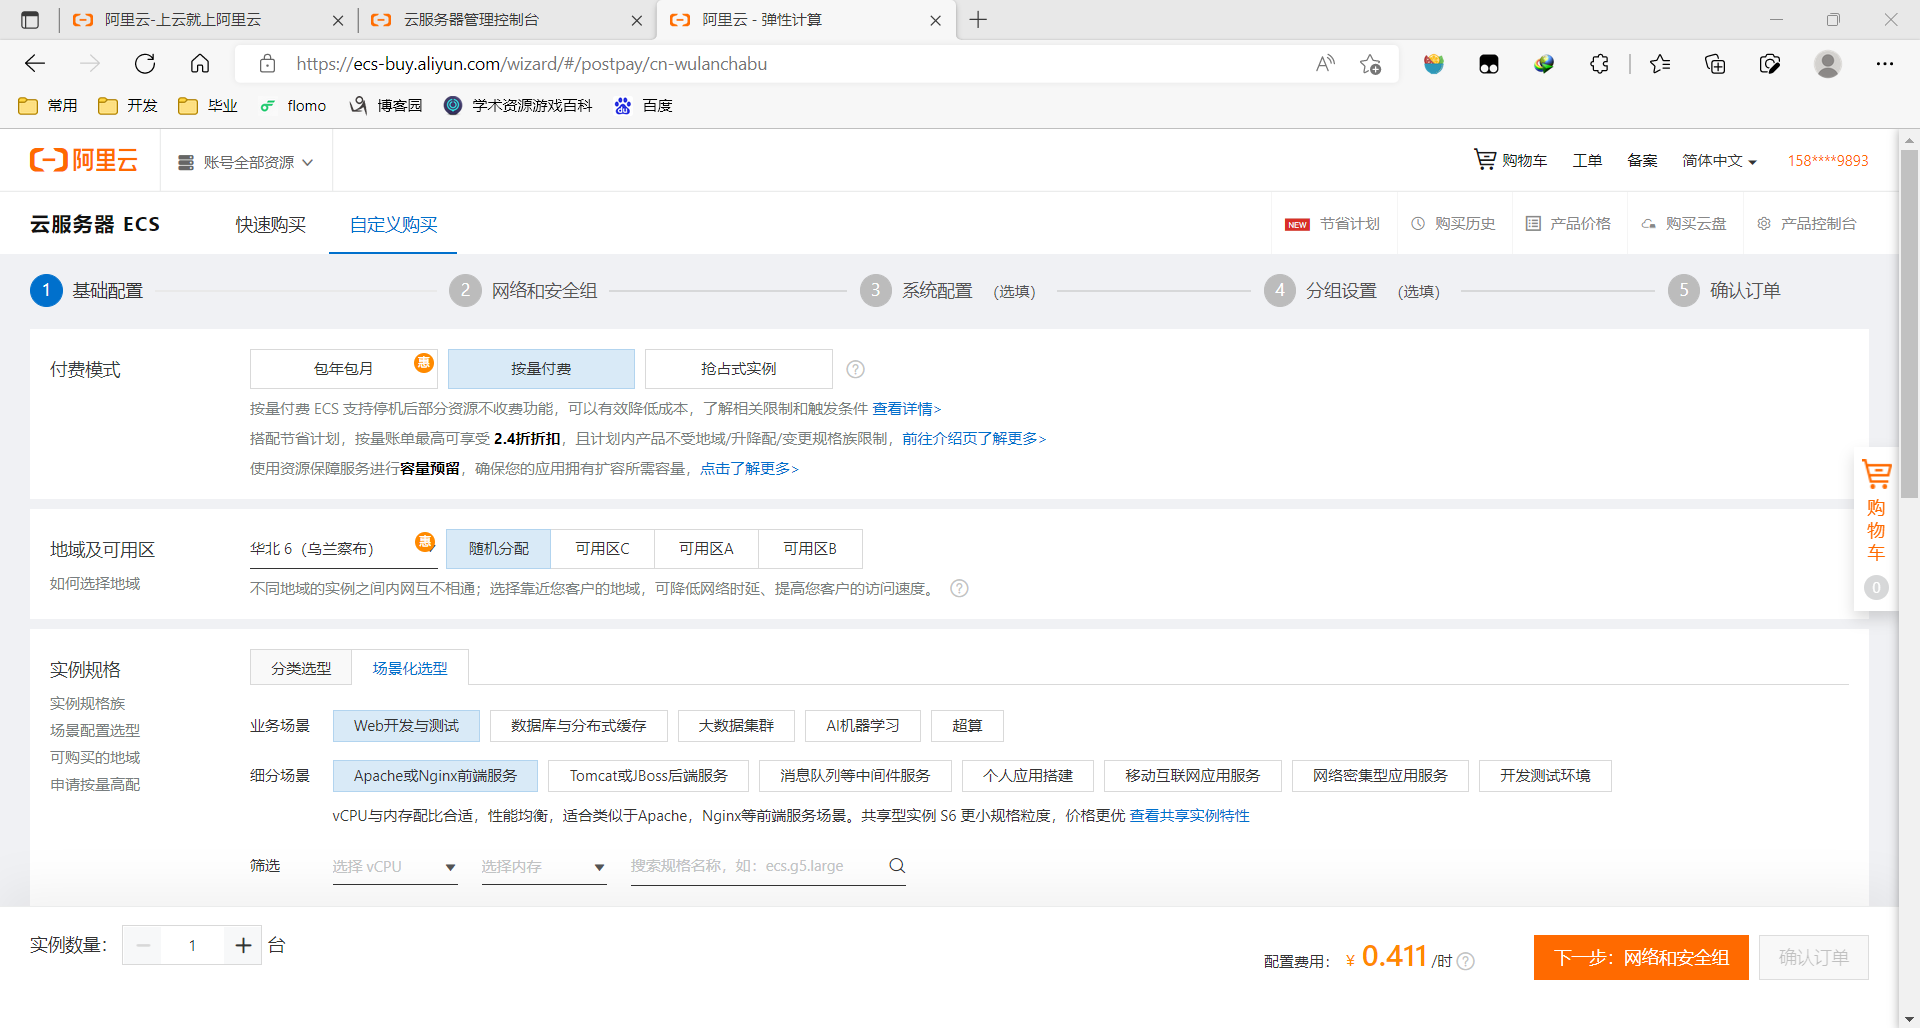 阿里云-上云就上阿里云
云服务器管理控制台
阿里云 - 弹性计算
https://ecs-buy.aliyun.com/wizard/#/postpay/cn-wulanchabu
常用 开发 毕业 flomo 博客园 学术资源游戏百科 百度
阿里云 账号全部资源 购物车 工单 备案 简体中文 158****9893
云服务器 ECS 快速购买 自定义购买 NEW 节省计划 购买历史 产品价格 购买云盘 产品控制台
1 基础配置 2 网络和安全组 3 系统配置 (选填) 4 分组设置 (选填) 5 确认订单
付费模式 包年包月 惠 按量付费 抢占式实例 ?
按量付费 ECS 支持停机后部分资源不收费功能，可以有效降低成本，了解相关限制和触发条件 查看详情>
搭配节省计划，按量账单最高可享受 2.4折折扣，且计划内产品不受地域/升降配/变更规格族限制，前往介绍页了解更多>
使用资源保障服务进行容量预留，确保您的应用拥有扩容所需容量，点击了解更多>
地域及可用区 华北 6（乌兰察布） 惠 随机分配 可用区C 可用区A 可用区B
如何选择地域 不同地域的实例之间内网互不相通；选择靠近您客户的地域，可降低网络时延、提高您客户的访问速度。 ?
购
物
车
0
实例规格 分类选型 场景化选型
实例规格族
场景配置选型
可购买的地域
申请按量高配
业务场景 Web开发与测试 数据库与分布式缓存 大数据集群 AI机器学习 超算
细分场景 Apache或Nginx前端服务 Tomcat或JBoss后端服务 消息队列等中间件服务 个人应用搭建 移动互联网应用服务 网络密集型应用服务 开发测试环境
vCPU与内存配比合适，性能均衡，适合类似于Apache，Nginx等前端服务场景。共享型实例 S6 更小规格粒度，价格更优 查看共享实例特性
筛选 选择 vCPU 选择内存 搜索规格名称，如：ecs.g5.large
实例数量： 1 台 配置费用： ¥ 0.411 /时 ? 下一步：网络和安全组 确认订单